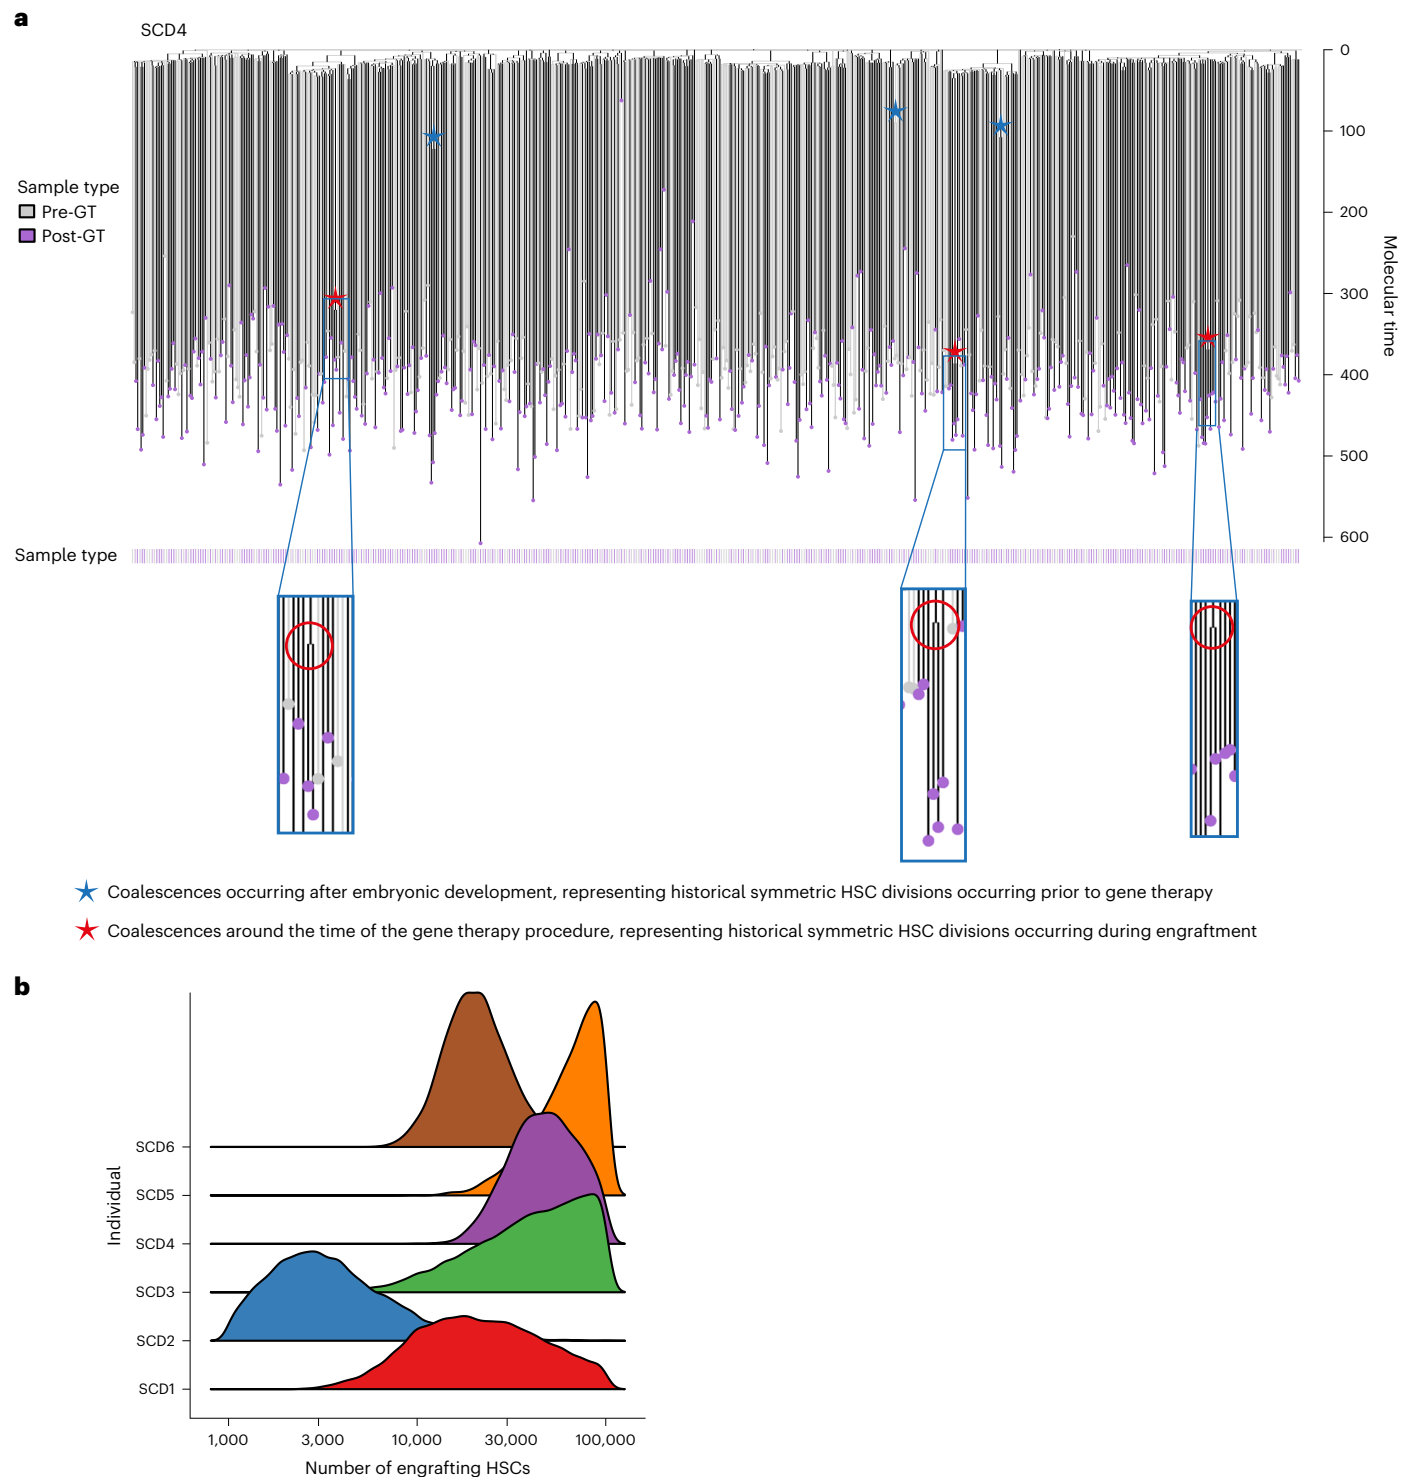 a
SCD4
0
100
200
300
400
500
600
Molecular time
Sample type
Pre-GT
Post-GT
Sample type
Coalescences occurring after embryonic development, representing historical symmetric HSC divisions occurring prior to gene therapy
Coalescences around the time of the gene therapy procedure, representing historical symmetric HSC divisions occurring during engraftment
b
Individual
SCD6
SCD5
SCD4
SCD3
SCD2
SCD1
1,000 3,000 10,000 30,000 100,000
Number of engrafting HSCs